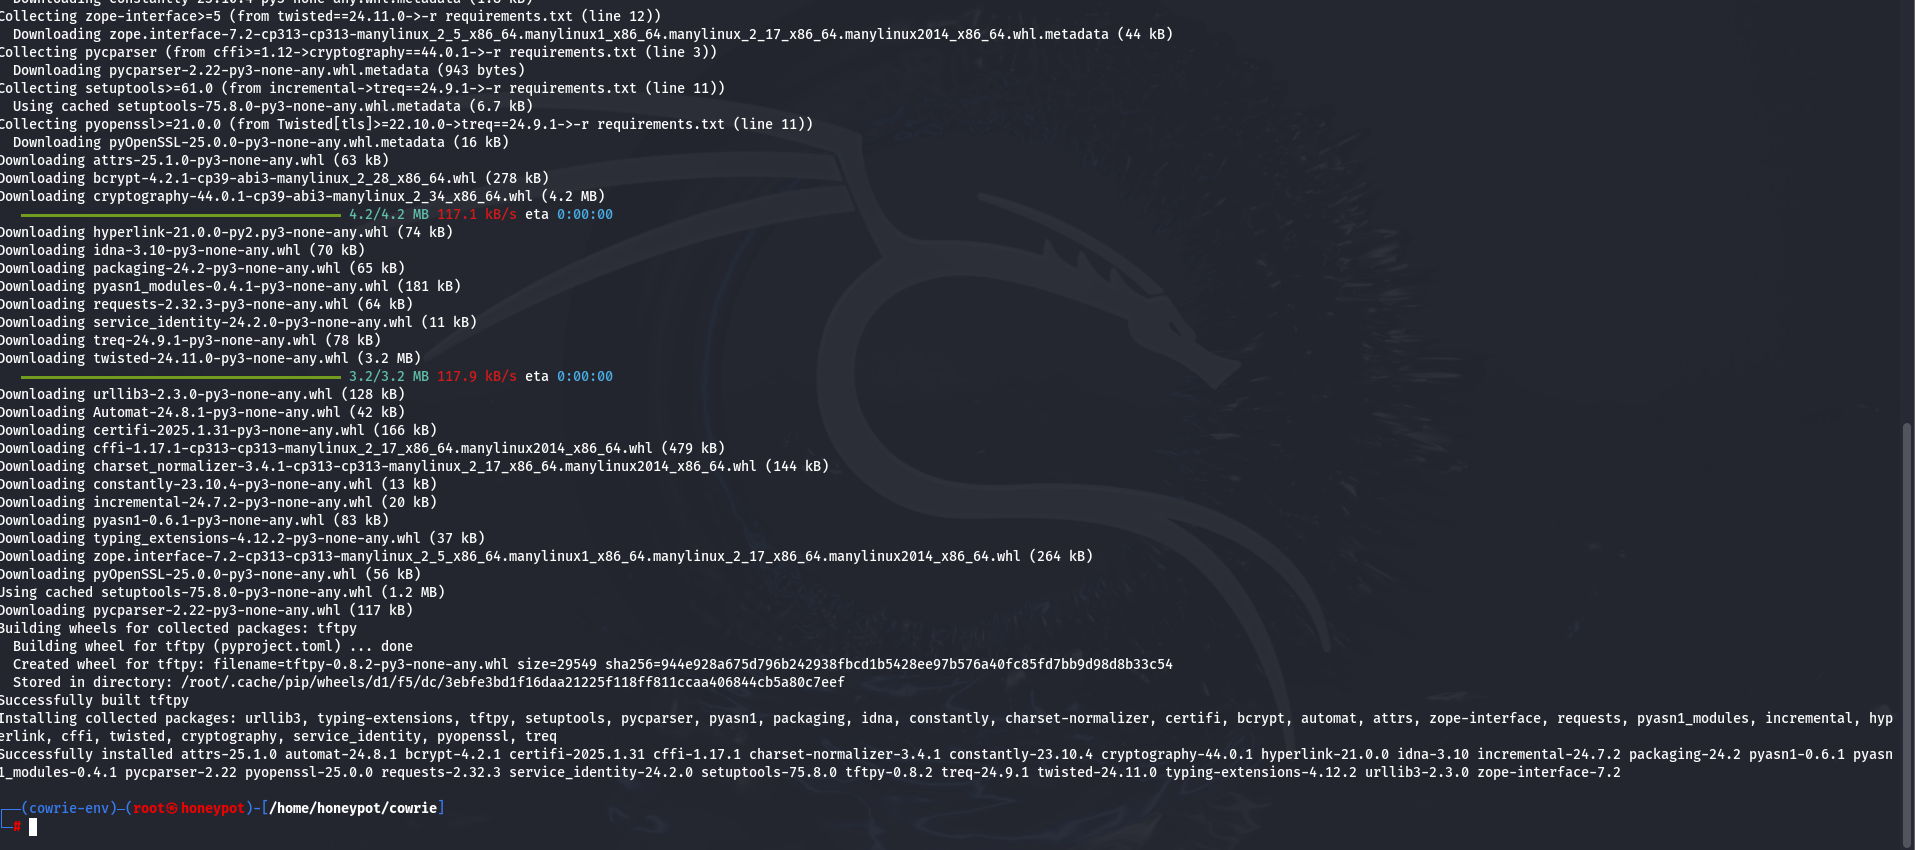 Downloading constantly-23.10.4-py3-none-any.whl.metadata (1.8 kB)
Collecting zope-interface>=5 (from twisted==24.11.0->-r requirements.txt (line 12))
  Downloading zope.interface-7.2-cp313-cp313-manylinux_2_5_x86_64.manylinux1_x86_64.manylinux_2_17_x86_64.manylinux2014_x86_64.whl.metadata (44 kB)
Collecting pycparser (from cffi>=1.12->cryptography==44.0.1->-r requirements.txt (line 3))
  Downloading pycparser-2.22-py3-none-any.whl.metadata (943 bytes)
Collecting setuptools>=61.0 (from incremental->treq==24.9.1->-r requirements.txt (line 11))
  Using cached setuptools-75.8.0-py3-none-any.whl.metadata (6.7 kB)
Collecting pyopenssl>=21.0.0 (from Twisted[tls]>=22.10.0->treq==24.9.1->-r requirements.txt (line 11))
  Downloading pyOpenSSL-25.0.0-py3-none-any.whl.metadata (16 kB)
Downloading attrs-25.1.0-py3-none-any.whl (63 kB)
Downloading bcrypt-4.2.1-cp39-abi3-manylinux_2_28_x86_64.whl (278 kB)
Downloading cryptography-44.0.1-cp39-abi3-manylinux_2_34_x86_64.whl (4.2 MB)
4.2/4.2 MB 117.1 kB/s eta 0:00:00
Downloading hyperlink-21.0.0-py2.py3-none-any.whl (74 kB)
Downloading idna-3.10-py3-none-any.whl (70 kB)
Downloading packaging-24.2-py3-none-any.whl (65 kB)
Downloading pyasn1_modules-0.4.1-py3-none-any.whl (181 kB)
Downloading requests-2.32.3-py3-none-any.whl (64 kB)
Downloading service_identity-24.2.0-py3-none-any.whl (11 kB)
Downloading treq-24.9.1-py3-none-any.whl (78 kB)
Downloading twisted-24.11.0-py3-none-any.whl (3.2 MB)
3.2/3.2 MB 117.9 kB/s eta 0:00:00
Downloading urllib3-2.3.0-py3-none-any.whl (128 kB)
Downloading Automat-24.8.1-py3-none-any.whl (42 kB)
Downloading certifi-2025.1.31-py3-none-any.whl (166 kB)
Downloading cffi-1.17.1-cp313-cp313-manylinux_2_17_x86_64.manylinux2014_x86_64.whl (479 kB)
Downloading charset_normalizer-3.4.1-cp313-cp313-manylinux_2_17_x86_64.manylinux2014_x86_64.whl (144 kB)
Downloading constantly-23.10.4-py3-none-any.whl (13 kB)
Downloading incremental-24.7.2-py3-none-any.whl (20 kB)
Downloading pyasn1-0.6.1-py3-none-any.whl (83 kB)
Downloading typing_extensions-4.12.2-py3-none-any.whl (37 kB)
Downloading zope.interface-7.2-cp313-cp313-manylinux_2_5_x86_64.manylinux1_x86_64.manylinux_2_17_x86_64.manylinux2014_x86_64.whl (264 kB)
Downloading pyOpenSSL-25.0.0-py3-none-any.whl (56 kB)
Using cached setuptools-75.8.0-py3-none-any.whl (1.2 MB)
Downloading pycparser-2.22-py3-none-any.whl (117 kB)
Building wheels for collected packages: tftpy
  Building wheel for tftpy (pyproject.toml) ... done
  Created wheel for tftpy: filename=tftpy-0.8.2-py3-none-any.whl size=29549 sha256=944e928a675d796b242938fbcd1b5428ee97b576a40fc85fd7bb9d98d8b33c54
  Stored in directory: /root/.cache/pip/wheels/d1/f5/dc/3ebfe3bd1f16daa21225f118ff811ccaa406844cb5a80c7eef
Successfully built tftpy
Installing collected packages: urllib3, typing-extensions, tftpy, setuptools, pycparser, pyasn1, packaging, idna, constantly, charset-normalizer, certifi, bcrypt, automat, attrs, zope-interface, requests, pyasn1_modules, incremental, hyp
erlink, cffi, twisted, cryptography, service_identity, pyopenssl, treq
Successfully installed attrs-25.1.0 automat-24.8.1 bcrypt-4.2.1 certifi-2025.1.31 cffi-1.17.1 charset-normalizer-3.4.1 constantly-23.10.4 cryptography-44.0.1 hyperlink-21.0.0 idna-3.10 incremental-24.7.2 packaging-24.2 pyasn1-0.6.1 pyasn
1_modules-0.4.1 pycparser-2.22 pyopenssl-25.0.0 requests-2.32.3 service_identity-24.2.0 setuptools-75.8.0 tftpy-0.8.2 treq-24.9.1 twisted-24.11.0 typing-extensions-4.12.2 urllib3-2.3.0 zope-interface-7.2
┌──(cowrie-env)─(root㉿honeypot)-[/home/honeypot/cowrie]
└─#